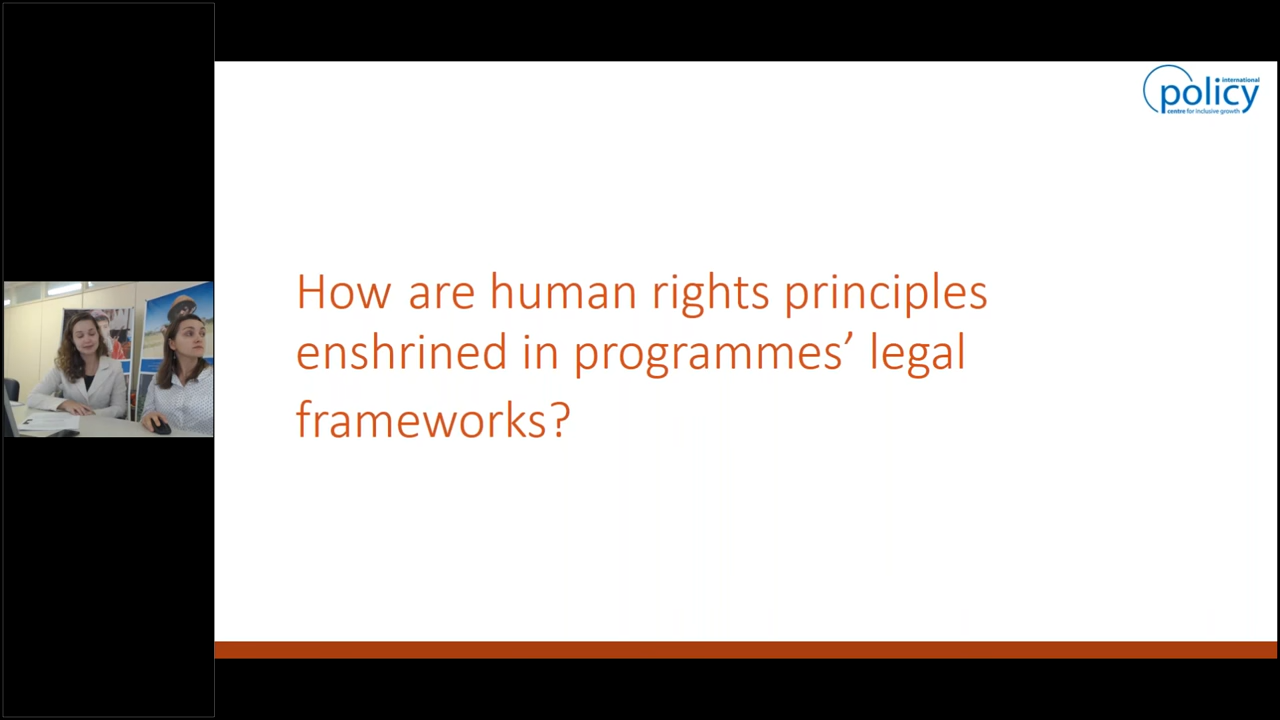 international
policy
centre for inclusive growth
How are human rights principles
enshrined in programmes’ legal
frameworks?